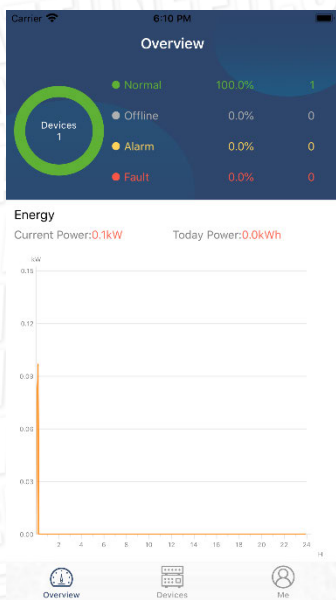 Carrier 6:10 PM
Overview
Devices
1
Normal 100.0% 1
Offline 0.0% 0
Alarm 0.0% 0
Fault 0.0% 0
Energy
Current Power:0.1kW Today Power:0.0kWh
kW
0.15
0.12
0.09
0.06
0.03
0.00
2 4 6 8 10 12 14 16 18 20 22 24
H
Overview Devices Me